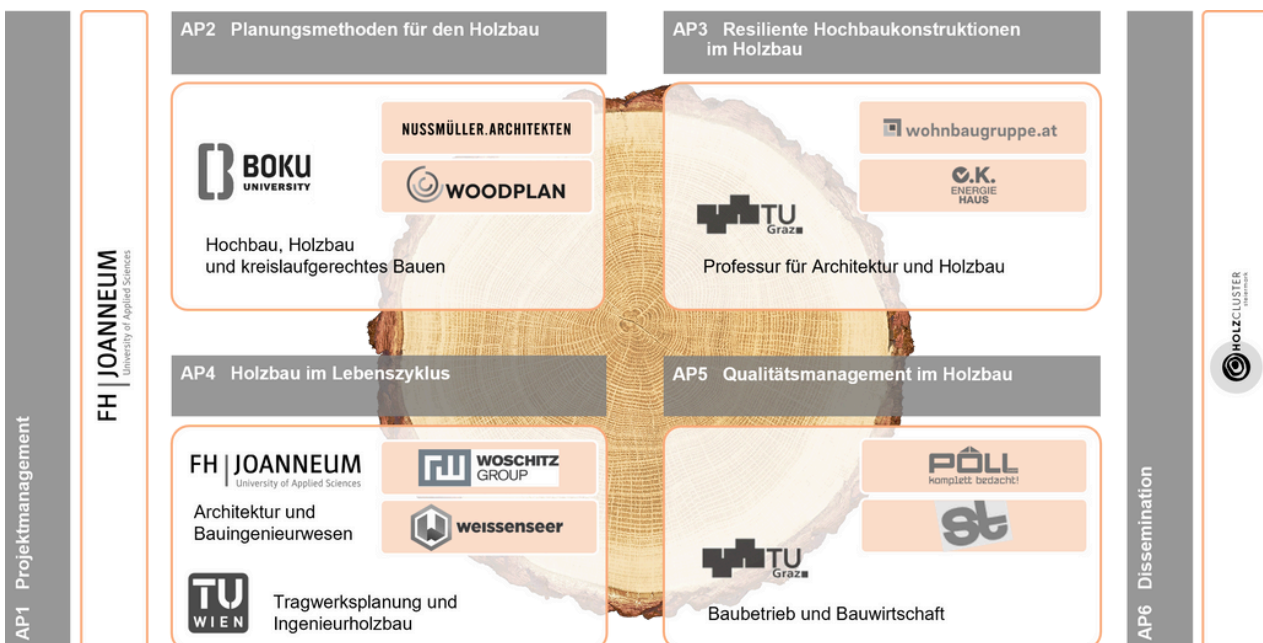 AP1 Projektmanagement
FH | JOANNEUM
University of Applied Sciences
AP2 Planungsmethoden für den Holzbau
BOKU
UNIVERSITY
NUSSMÜLLER.ARCHITEKTEN
WOODPLAN
Hochbau, Holzbau
und kreislaufgerechtes Bauen
AP3 Resiliente Hochbaukonstruktionen
im Holzbau
wohnbaugruppe.at
O.K.
ENERGIE
HAUS
TU
Graz
Professur für Architektur und Holzbau
AP4 Holzbau im Lebenszyklus
FH | JOANNEUM
University of Applied Sciences
WOSCHITZ
GROUP
Architektur und
Bauingenieurwesen
weissenseer
TU
WIEN
Tragwerksplanung und
Ingenieurholzbau
AP5 Qualitätsmanagement im Holzbau
PÖLL
komplett bedacht!
st
TU
Graz
Baubetrieb und Bauwirtschaft
AP6 Dissemination
HOLZCLUSTER
steiermark